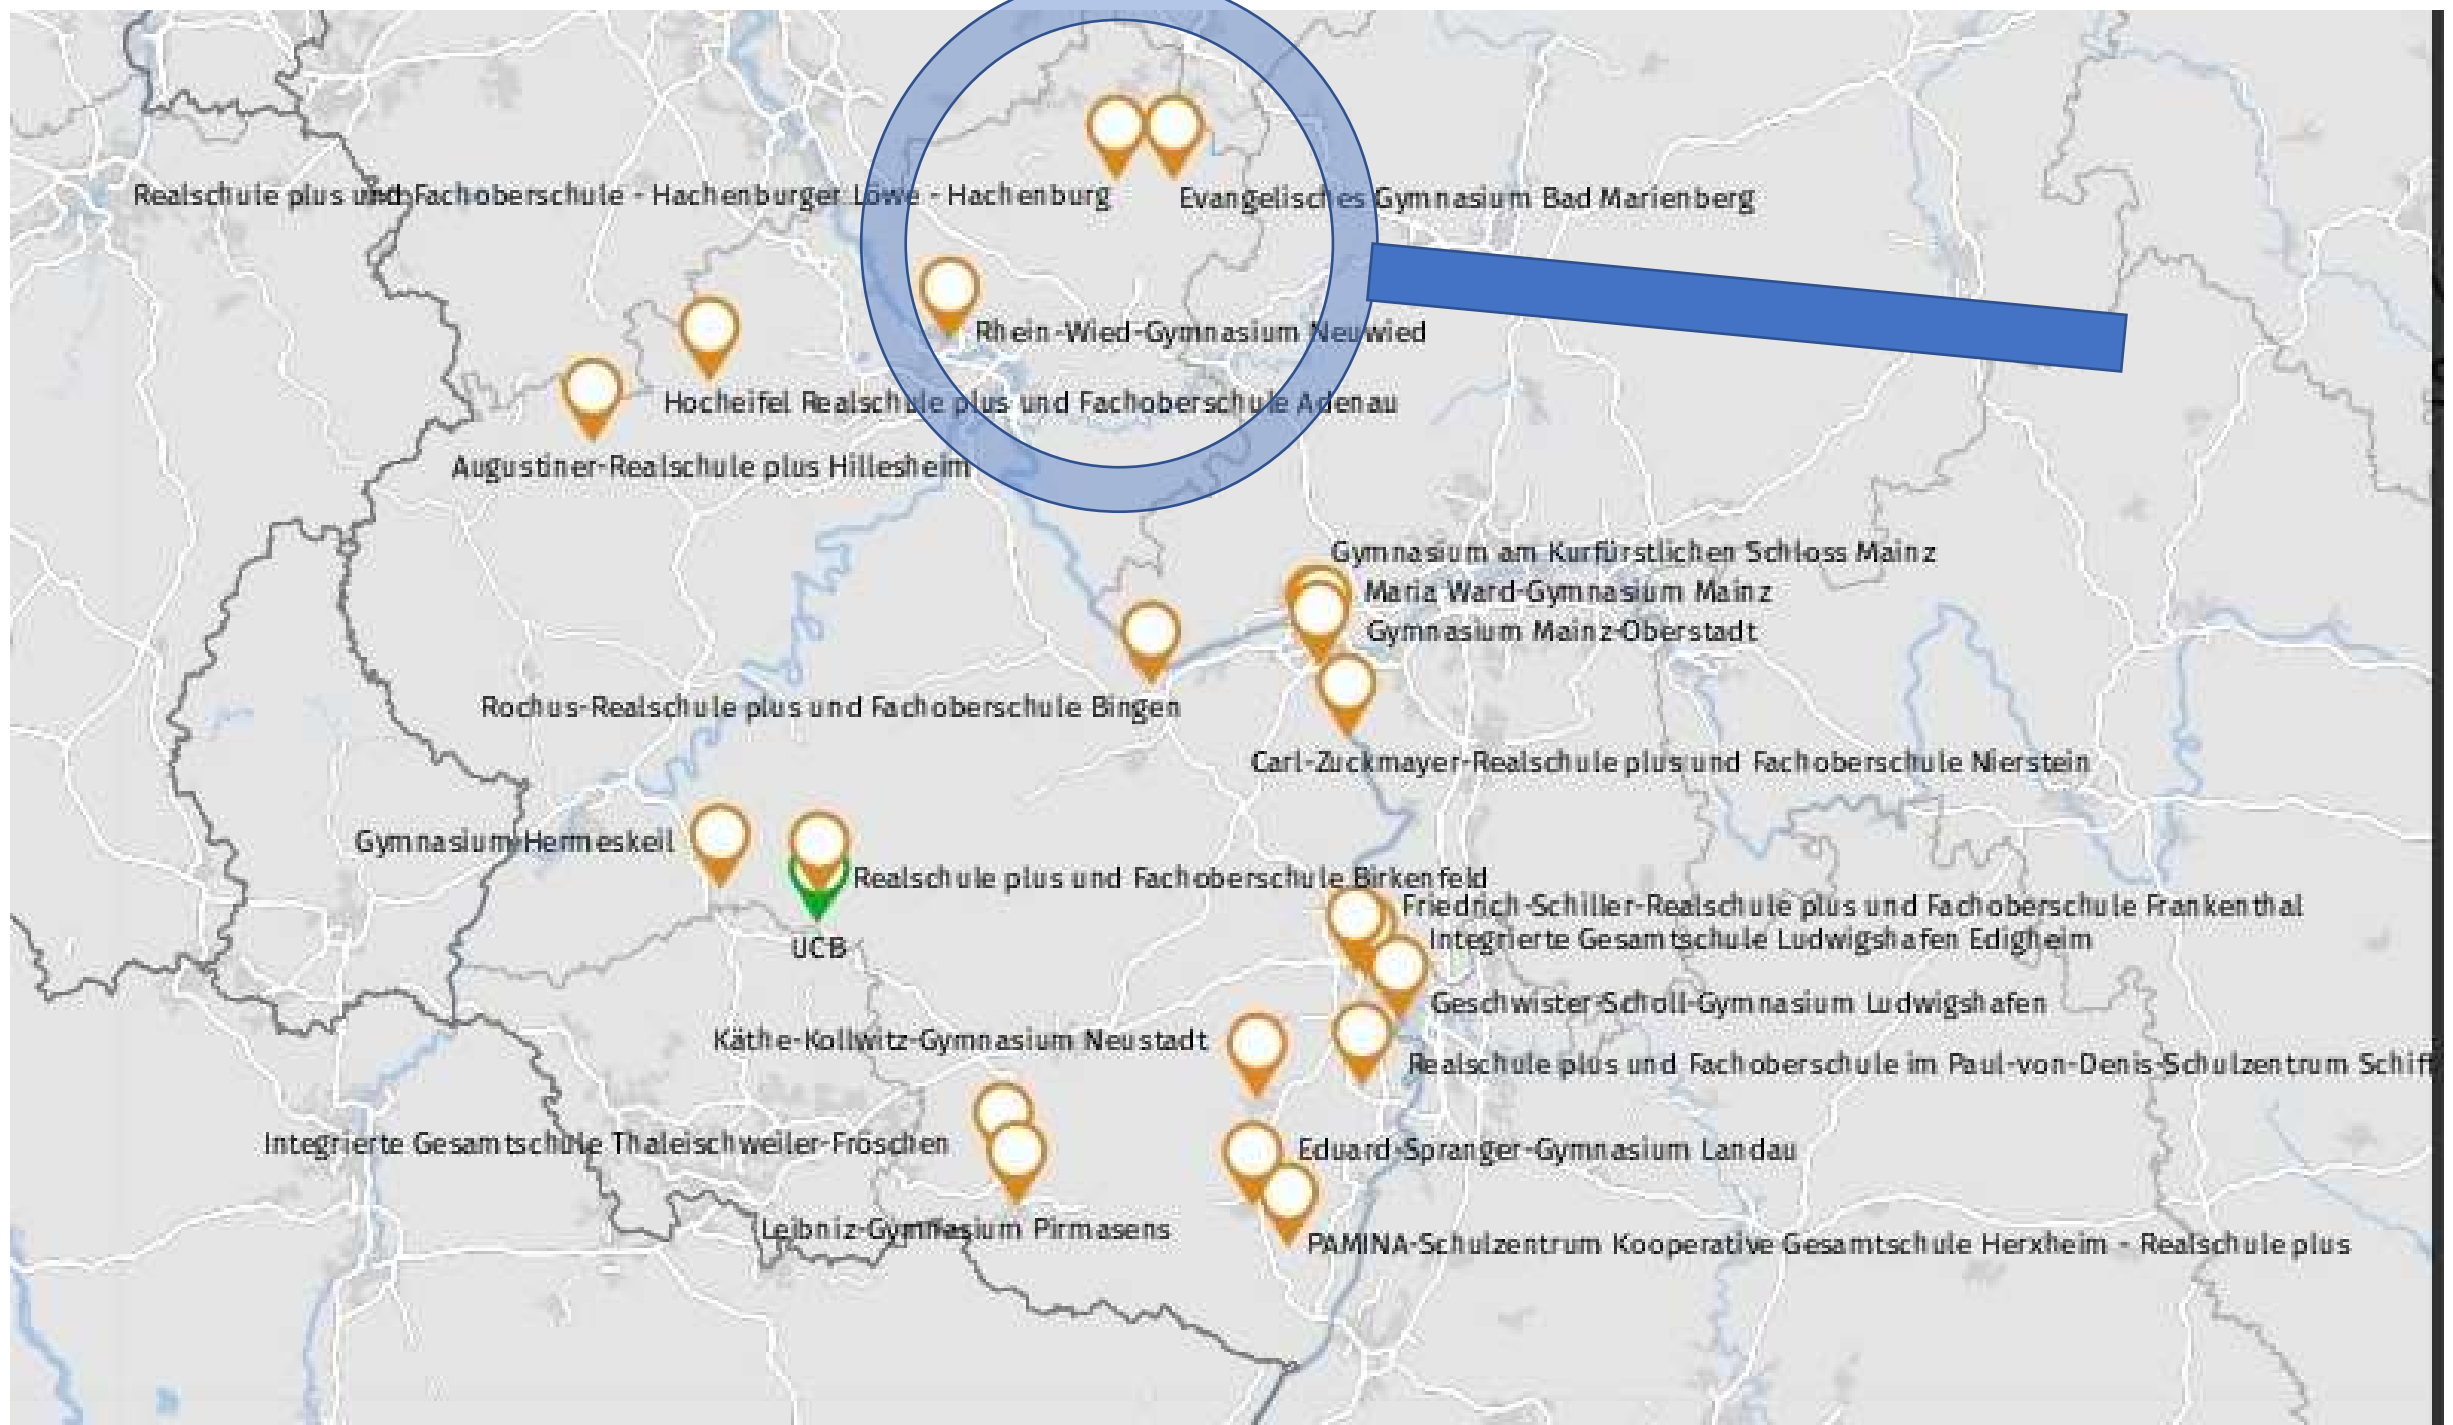 Realschule plus und Fachoberschule - Hachenburger Löwe - Hachenburg
Evangelisches Gymnasium Bad Marienberg
Rhein-Wied-Gymnasium Neuwied
Hocheifel Realschule plus und Fachoberschule Adenau
Augustiner-Realschule plus Hillesheim
Gymnasium am Kurfürstlichen Schloss Mainz
Maria Ward-Gymnasium Mainz
Gymnasium Mainz-Oberstadt
Rochus-Realschule plus und Fachoberschule Bingen
Carl-Zuckmayer-Realschule plus und Fachoberschule Nierstein
Gymnasium Hermeskeil
Realschule plus und Fachoberschule Birkenfeld
Friedrich-Schiller-Realschule plus und Fachoberschule Frankenthal
UCB
Integrierte Gesamtschule Ludwigshafen Edigheim
Geschwister-Scholl-Gymnasium Ludwigshafen
Käthe-Kollwitz-Gymnasium Neustadt
Realschule plus und Fachoberschule im Paul-von-Denis-Schulzentrum Schiff
Integrierte Gesamtschule Thaleischweiler-Fröschen
Eduard-Spranger-Gymnasium Landau
Leibniz-Gymnasium Pirmasens
PAMINA-Schulzentrum Kooperative Gesamtschule Herxheim - Realschule plus